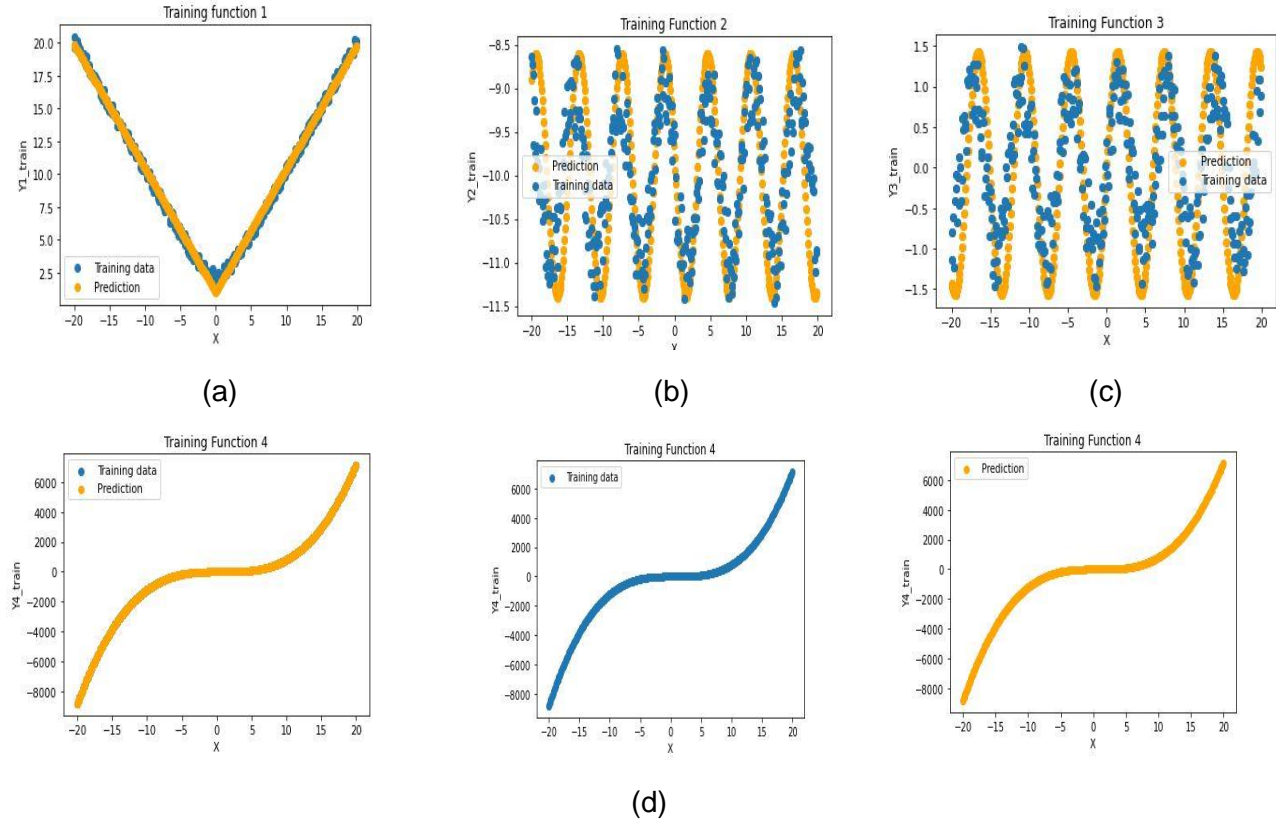 Training function 1
Y1_train
20.0
17.5
15.0
12.5
10.0
7.5
5.0
2.5
Training data
Prediction
−20 −15 −10 −5 0 5 10 15 20
X
(a)
Training Function 2
Y2_train
−8.5
−9.0
−9.5
−10.0
−10.5
−11.0
−11.5
Prediction
Training data
−20 −15 −10 −5 0 5 10 15 20
(b)
Training Function 3
Y3_train
1.5
1.0
0.5
0.0
−0.5
−1.0
−1.5
Prediction
Training data
−20 −15 −10 −5 0 5 10 15 20
X
(c)
Training Function 4
Y4_train
6000
4000
2000
0
−2000
−4000
−6000
−8000
Training data
Prediction
−20 −15 −10 −5 0 5 10 15 20
X
Training Function 4
Y4_train
6000
4000
2000
0
−2000
−4000
−6000
−8000
Training data
−20 −15 −10 −5 0 5 10 15 20
X
Training Function 4
Y4_train
6000
4000
2000
0
−2000
−4000
−6000
−8000
Prediction
−20 −15 −10 −5 0 5 10 15 20
X
(d)